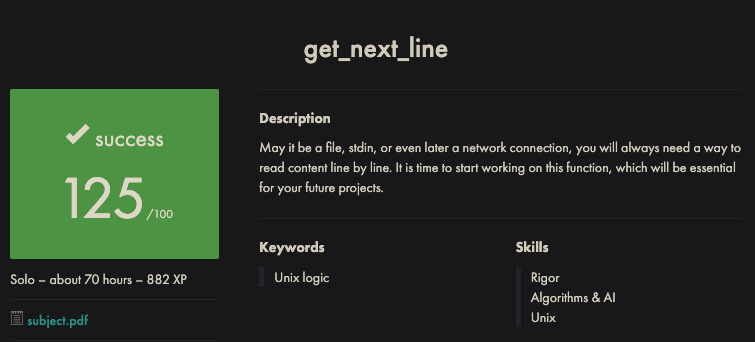 get_next_line
success
125/100
Solo – about 70 hours – 882 XP
subject.pdf
Description
May it be a file, stdin, or even later a network connection, you will always need a way to
read content line by line. It is time to start working on this function, which will be essential
for your future projects.
Keywords
Unix logic
Skills
Rigor
Algorithms & AI
Unix